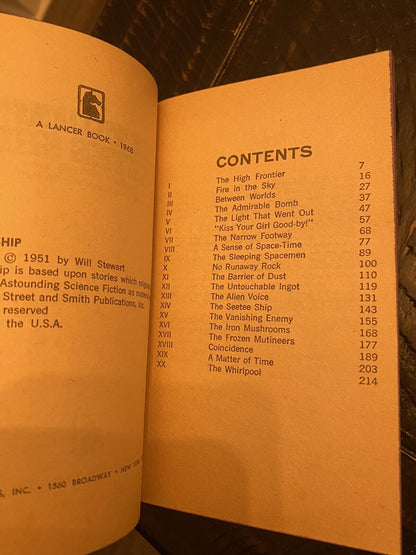 A LANCER BOOK • 1968
SHIP
© 1951 by Will Stewart
ip is based upon stories which
Astounding Science Fiction as
Street and Smith Publications, Inc
reserved
the U.S.A.
S, INC. • 1560 BROADWAY • NEW
CONTENTS
I The High Frontier 7
II Fire in the Sky 16
III Between Worlds 27
IV The Admirable Bomb 37
V The Light That Went Out 47
VI "Kiss Your Girl Good-by!" 57
VII The Narrow Footway 68
VIII A Sense of Space-Time 77
IX The Sleeping Spacemen 89
X No Runaway Rock 100
XI The Barrier of Dust 110
XII The Untouchable Ingot 119
XIII The Alien Voice 131
XIV The Seetee Ship 143
XV The Vanishing Enemy 155
XVI The Iron Mushrooms 168
XVII The Frozen Mutineers 177
XVIII Coincidence 189
XIX A Matter of Time 203
XX The Whirlpool 214